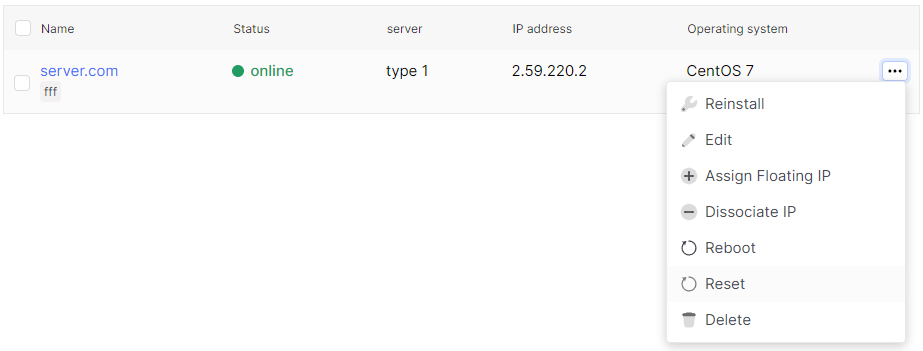 Name Status server IP address Operating system
server.com online type 1 2.59.220.2 CentOS 7
fff
Reinstall
Edit
Assign Floating IP
Dissociate IP
Reboot
Reset
Delete